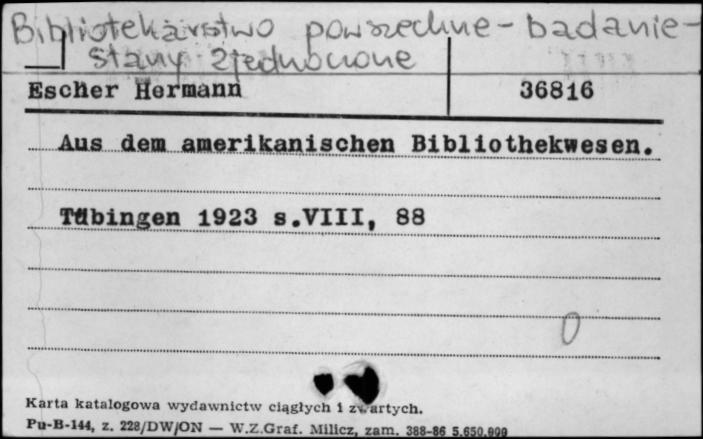 Bibliotekarstwo powszechne - badanie -
Stany Zjednoczone
Escher Hermann 36816
Aus dem amerikanischen Bibliothekwesen.
Tübingen 1923 s.VIII, 88
0
Karta katalogowa wydawnictw ciągłych i zwartych.
Pu-B-144, z. 228/DW/ON — W.Z.Graf. Milicz, zam. 388-86 5.650.000